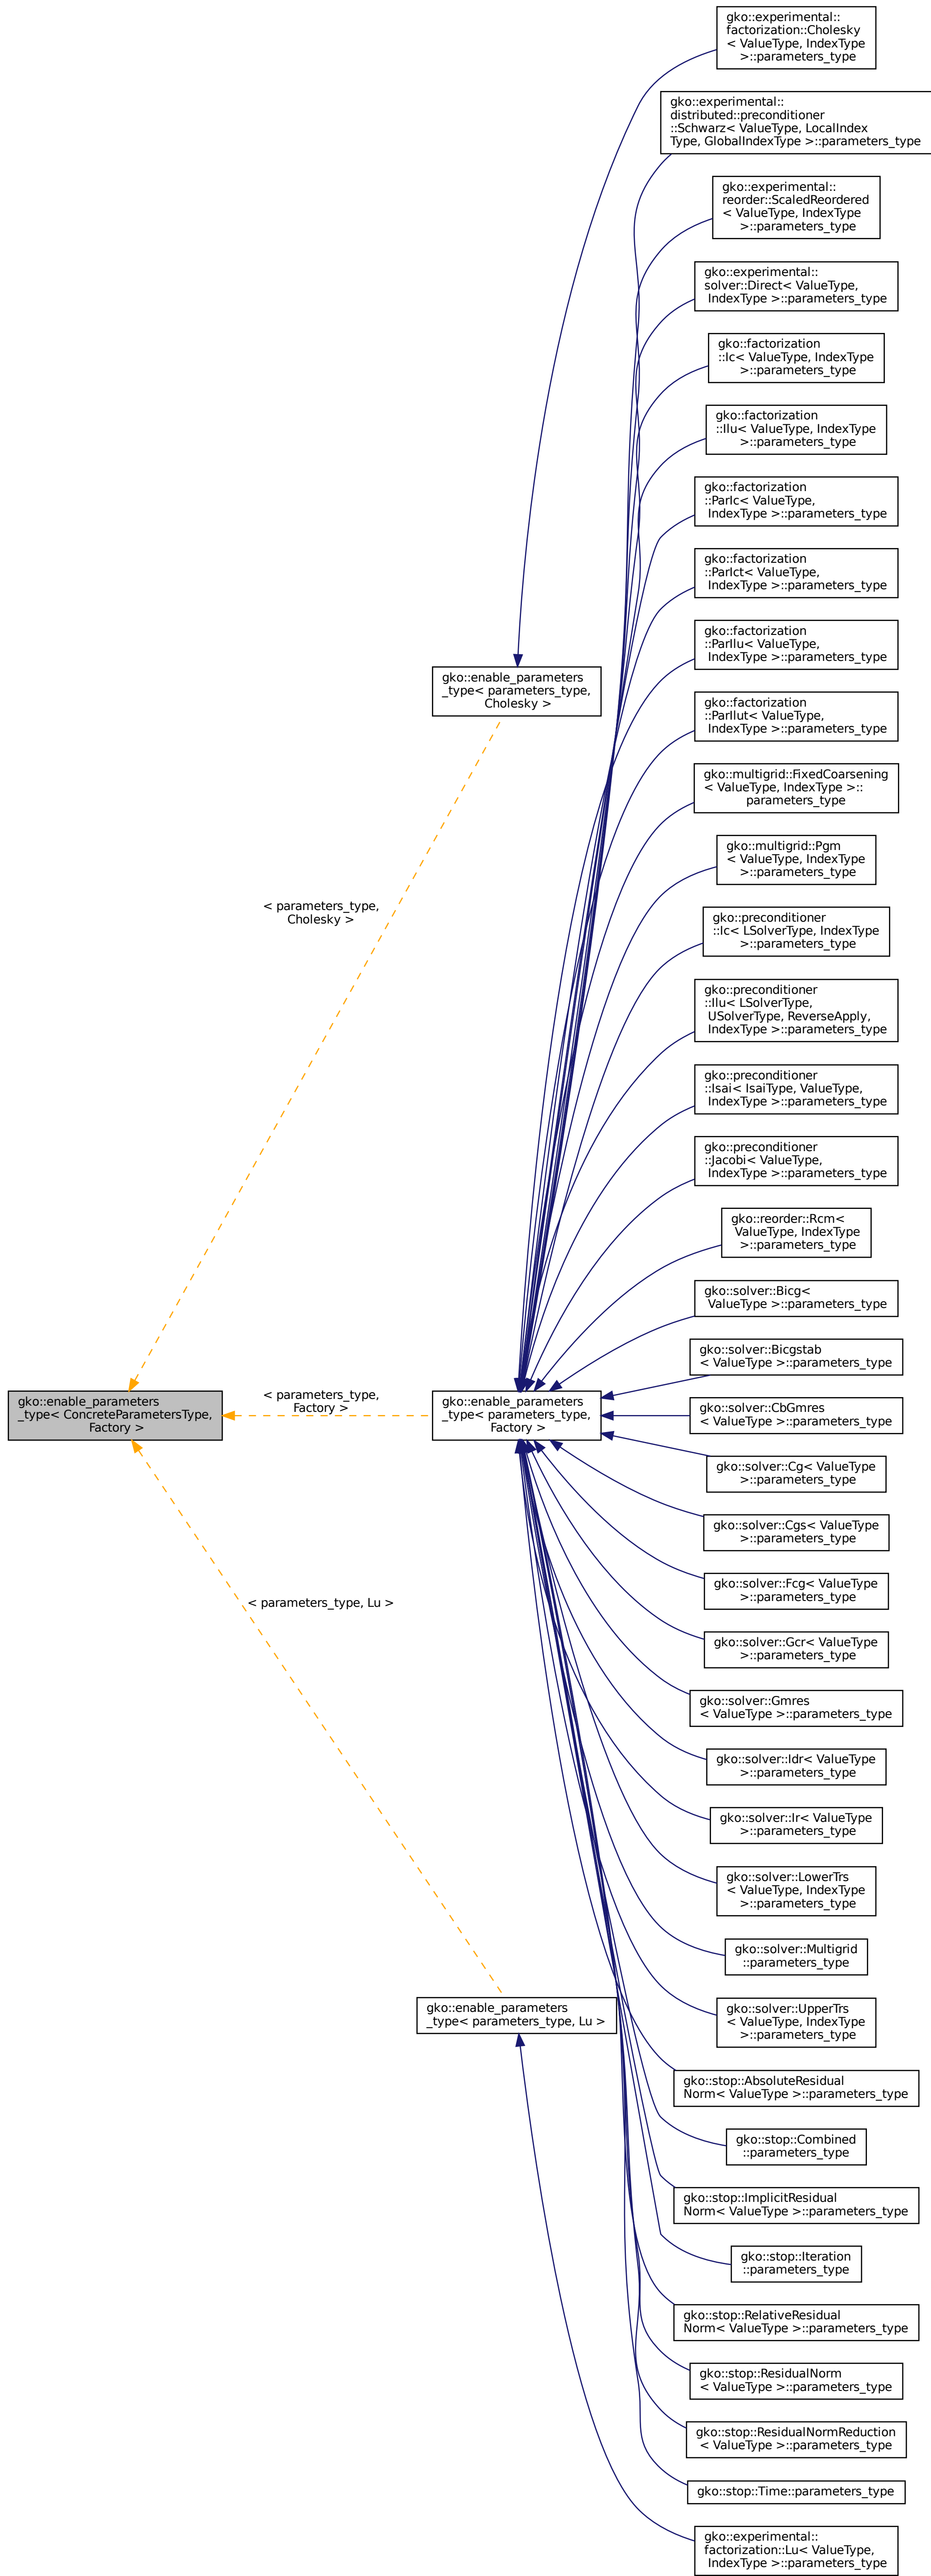 gko::experimental::
factorization::Cholesky
< ValueType, IndexType
>::parameters_type
gko::experimental::
distributed::preconditioner
::Schwarz< ValueType, LocalIndex
Type, GlobalIndexType >::parameters_type
gko::experimental::
reorder::ScaledReordered
< ValueType, IndexType
>::parameters_type
gko::experimental::
solver::Direct< ValueType,
IndexType >::parameters_type
gko::factorization
::Ic< ValueType, IndexType
>::parameters_type
gko::factorization
::Ilu< ValueType, IndexType
>::parameters_type
gko::factorization
::ParIc< ValueType,
IndexType >::parameters_type
gko::factorization
::ParIct< ValueType,
IndexType >::parameters_type
gko::factorization
::ParIlu< ValueType,
IndexType >::parameters_type
gko::enable_parameters
_type< parameters_type,
Cholesky >
gko::factorization
::ParIlut< ValueType,
IndexType >::parameters_type
gko::multigrid::FixedCoarsening
< ValueType, IndexType >::
parameters_type
gko::multigrid::Pgm
< ValueType, IndexType
>::parameters_type
< parameters_type,
Cholesky >
gko::preconditioner
::Ic< LSolverType, IndexType
>::parameters_type
gko::preconditioner
::Ilu< LSolverType,
USolverType, ReverseApply,
IndexType >::parameters_type
gko::preconditioner
::Isai< IsaiType, ValueType,
IndexType >::parameters_type
gko::preconditioner
::Jacobi< ValueType,
IndexType >::parameters_type
gko::reorder::Rcm<
ValueType, IndexType
>::parameters_type
gko::solver::Bicg<
ValueType >::parameters_type
gko::solver::Bicgstab
< ValueType >::parameters_type
gko::enable_parameters
_type< ConcreteParametersType,
Factory >
< parameters_type,
Factory >
gko::enable_parameters
_type< parameters_type,
Factory >
gko::solver::CbGmres
< ValueType >::parameters_type
gko::solver::Cg< ValueType
>::parameters_type
gko::solver::Cgs< ValueType
>::parameters_type
gko::solver::Fcg< ValueType
>::parameters_type
< parameters_type, Lu >
gko::solver::Gcr< ValueType
>::parameters_type
gko::solver::Gmres
< ValueType >::parameters_type
gko::solver::Idr< ValueType
>::parameters_type
gko::solver::Ir< ValueType
>::parameters_type
gko::solver::LowerTrs
< ValueType, IndexType
>::parameters_type
gko::solver::Multigrid
::parameters_type
gko::enable_parameters
_type< parameters_type, Lu >
gko::solver::UpperTrs
< ValueType, IndexType
>::parameters_type
gko::stop::AbsoluteResidual
Norm< ValueType >::parameters_type
gko::stop::Combined
::parameters_type
gko::stop::ImplicitResidual
Norm< ValueType >::parameters_type
gko::stop::Iteration
::parameters_type
gko::stop::RelativeResidual
Norm< ValueType >::parameters_type
gko::stop::ResidualNorm
< ValueType >::parameters_type
gko::stop::ResidualNormReduction
< ValueType >::parameters_type
gko::stop::Time::parameters_type
gko::experimental::
factorization::Lu< ValueType,
IndexType >::parameters_type